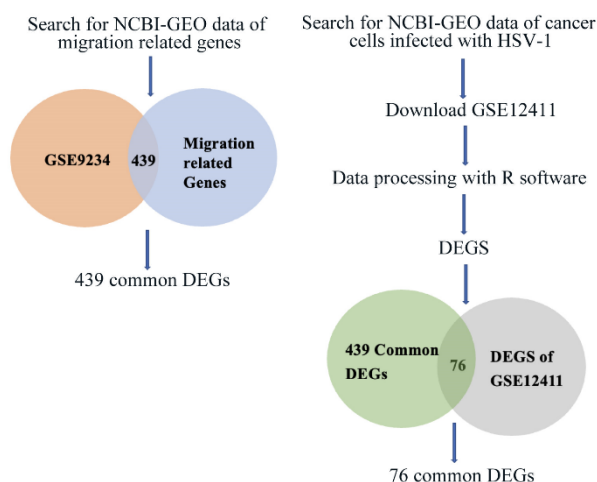 Search for NCBI-GEO data of
migration related genes
GSE9234
439
Migration
related
Genes
439 common DEGs
Search for NCBI-GEO data of cancer
cells infected with HSV-1
Download GSE12411
Data processing with R software
DEGS
439 Common
DEGs
76
DEGS of
GSE12411
76 common DEGs